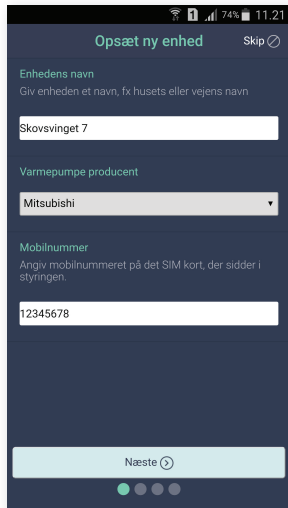 1 74% 11.21
Opsæt ny enhed Skip
Enhedens navn
Giv enheden et navn, fx husets eller vejens navn
Skovsvinget 7
Varmepumpe producent
Mitsubishi
Mobilnummer
Angiv mobilnummeret på det SIM kort, der sidder i
styringen.
12345678
Næste